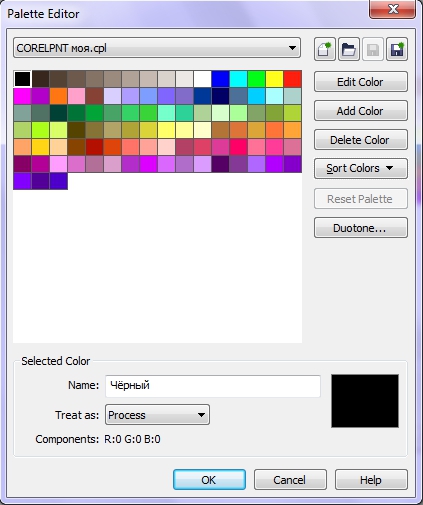 Palette Editor
CORELPNT моя.cpl
Edit Color
Add Color
Delete Color
Sort Colors
Reset Palette
Duotone...
Selected Color
Name: Чёрный
Treat as: Process
Components: R:0 G:0 B:0
OK Cancel Help